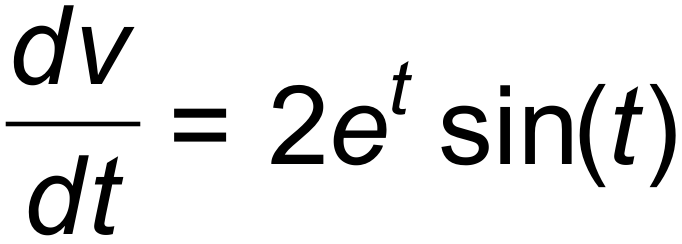 dv/dt = 2e^t sin(t)